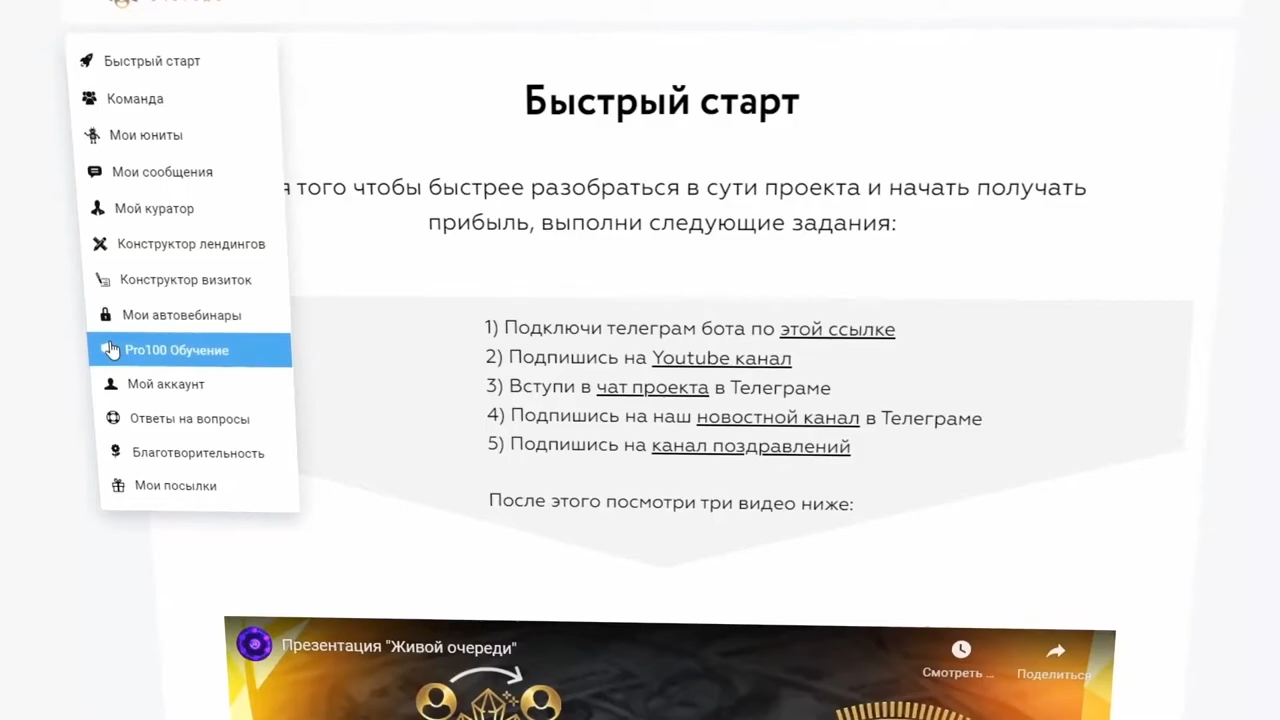 Быстрый старт
Команда
Мои юниты
Мои сообщения
Мой куратор
Конструктор лендингов
Конструктор визиток
Мои автовебинары
Pro100 Обучение
Мой аккаунт
Ответы на вопросы
Благотворительность
Мои посылки
Быстрый старт
я того чтобы быстрее разобраться в сути проекта и начать получать
прибыль, выполни следующие задания:
1) Подключи телеграм бота по этой ссылке
2) Подпишись на Youtube канал
3) Вступи в чат проекта в Телеграме
4) Подпишись на наш новостной канал в Телеграме
5) Подпишись на канал поздравлений
После этого посмотри три видео ниже:
Презентация "Живой очереди"
Смотреть ...
Поделиться